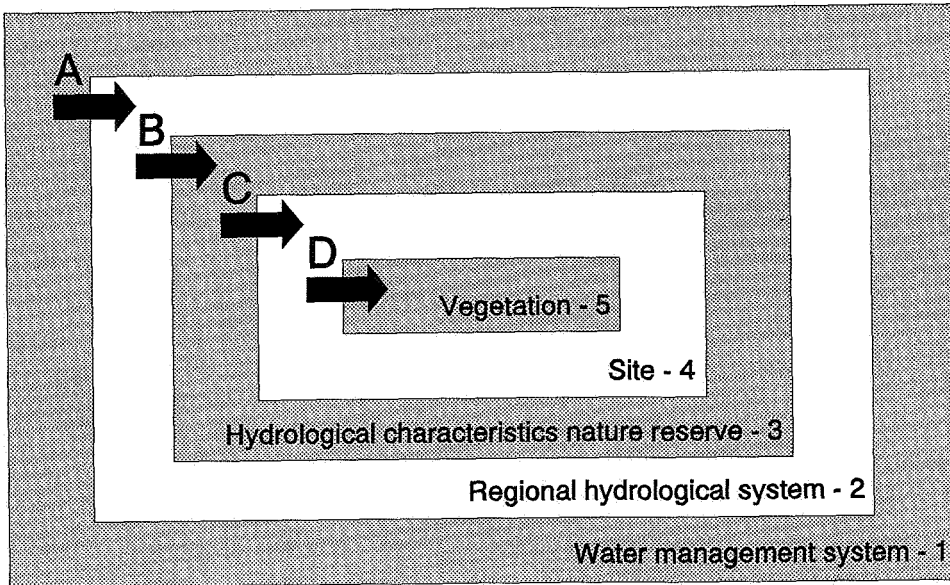 A
B
C
D
Vegetation - 5
Site - 4
Hydrological characteristics nature reserve - 3
Regional hydrological system - 2
Water management system - 1